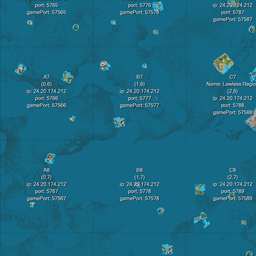 port: 5765
gamePort: 57565
port: 5776
gamePort: 57576
ip: 24.20.174.212
port: 5787
gamePort: 57587
A7
(0,6)
ip: 24.20.174.212
port: 5766
gamePort: 57566
B7
(1,6)
ip: 24.20.174.212
port: 5777
gamePort: 57577
C7
Name: Lawless Region
(2,6)
ip: 24.20.174.212
port: 5788
gamePort: 57588
A8
(0,7)
ip: 24.20.174.212
port: 5767
gamePort: 57567
B8
(1,7)
ip: 24.20.174.212
port: 5778
gamePort: 57578
C8
(2,7)
ip: 24.20.174.212
port: 5789
gamePort: 57589